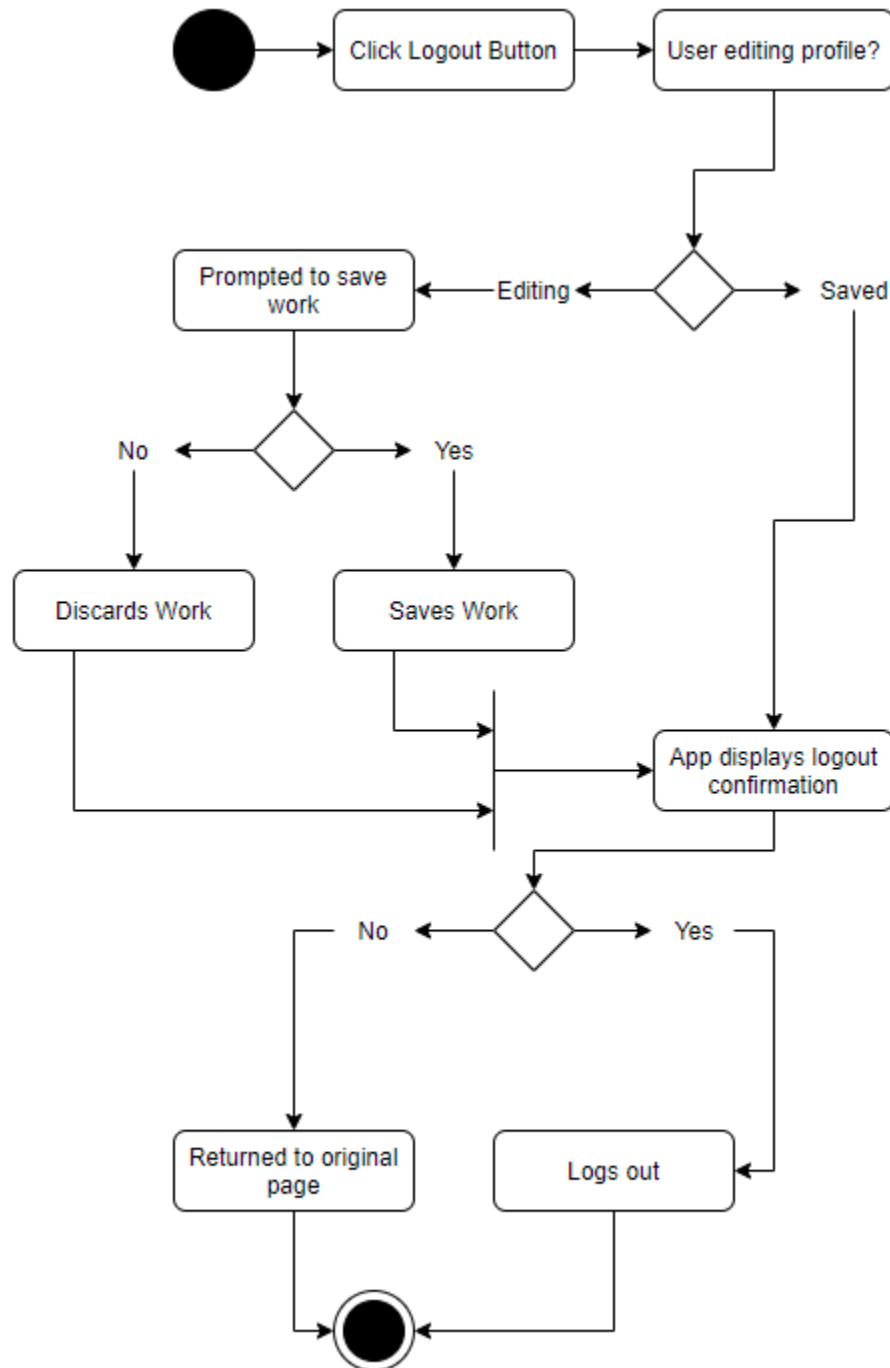 Click Logout Button
User editing profile?
Prompted to save
work
Editing
Saved
No
Yes
Discards Work
Saves Work
App displays logout
confirmation
No
Yes
Returned to original
page
Logs out